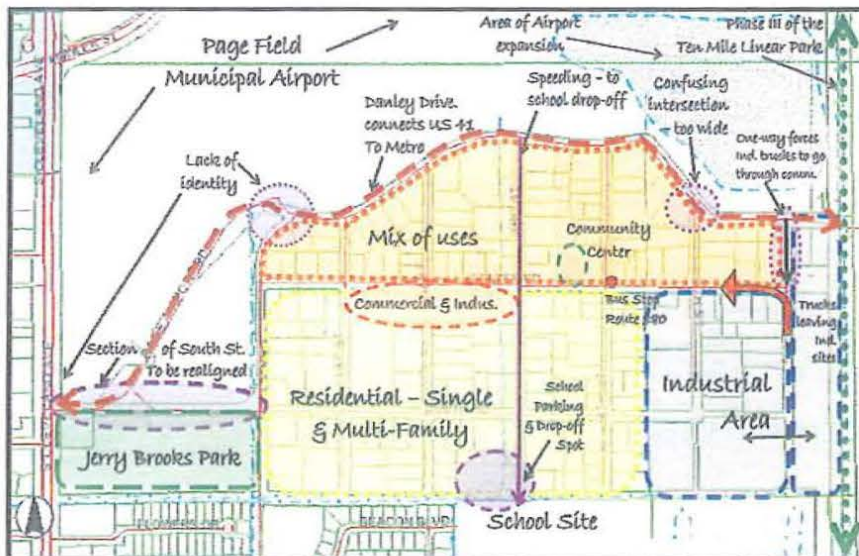 Page Field
Municipal Airport
Area of Airport
expansion
Phase III of the
Ten Mile Linear Park
Speeding - to
school drop-off
Confusing
intersection
- too wide
Danley Drive.
connects US 41
To Metro
One-way forces
Ind. trucks to go
through comm.
Lack of
identity
Mix of uses
Community
Center
Commercial & Indus.
Bus Stop
Route
Trucks
leaving
Ind.
sites
Section of South St.
To be realigned
Residential - Single
& Multi-Family
School
Parking
& Drop-off
Spot
Industrial
Area
Jerry Brooks Park
School Site
BEACON BLVD